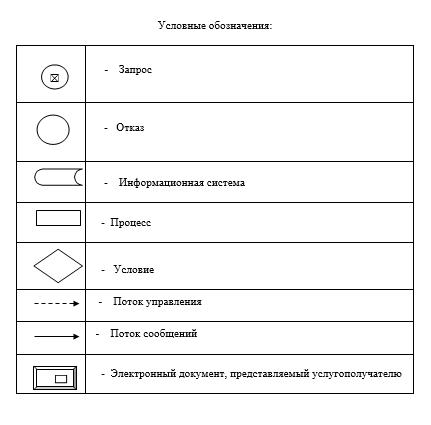 Условные обозначения:
- Запрос
- Отказ
- Информационная система
- Процесс
- Условие
- Поток управления
- Поток сообщений
- Электронный документ, представляемый услугополучателю